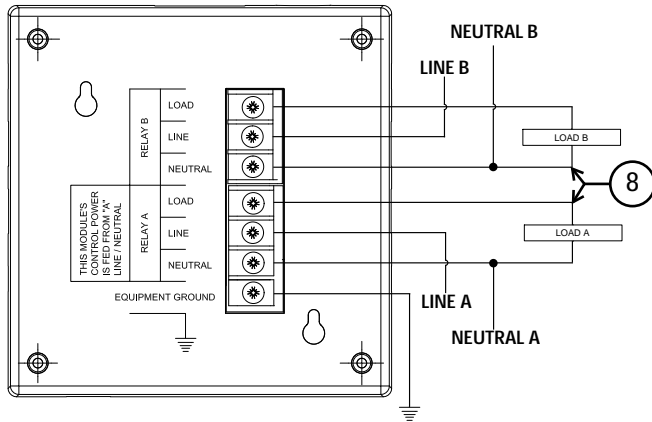 NEUTRAL B
LINE B
LOAD
LINE
NEUTRAL
RELAY B
LOAD
LINE
NEUTRAL
RELAY A
THIS MODULE'S
CONTROL POWER
IS FED FROM "A"
LINE / NEUTRAL
EQUIPMENT GROUND
LOAD B
8
LOAD A
LINE A
NEUTRAL A